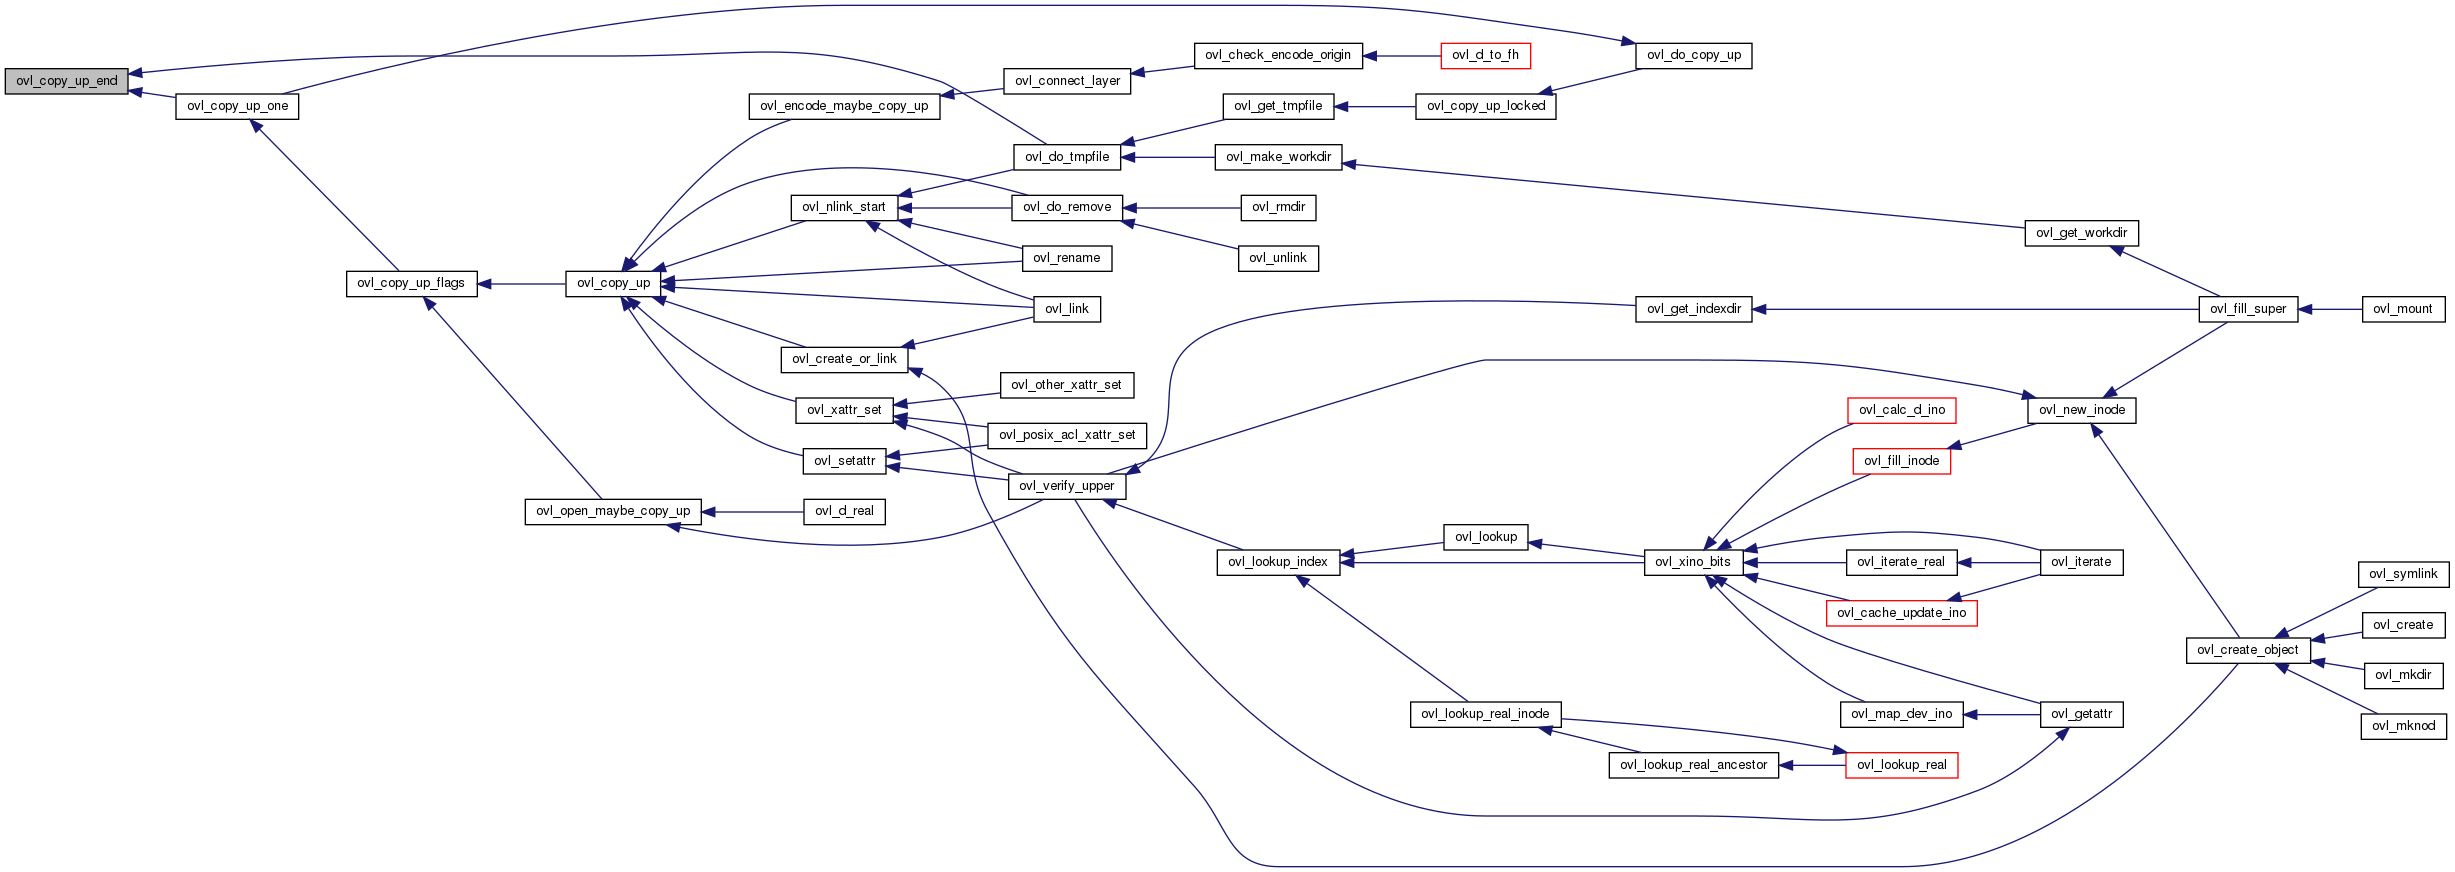 ovl_copy_up_end
ovl_copy_up_one
ovl_copy_up_flags
ovl_copy_up
ovl_open_maybe_copy_up
ovl_encode_maybe_copy_up
ovl_nlink_start
ovl_create_or_link
ovl_xattr_set
ovl_setattr
ovl_d_real
ovl_connect_layer
ovl_do_tmpfile
ovl_do_remove
ovl_rename
ovl_link
ovl_other_xattr_set
ovl_posix_acl_xattr_set
ovl_verify_upper
ovl_check_encode_origin
ovl_get_tmpfile
ovl_make_workdir
ovl_rmdir
ovl_unlink
ovl_lookup_index
ovl_d_to_fh
ovl_copy_up_locked
ovl_lookup
ovl_lookup_real_inode
ovl_do_copy_up
ovl_get_indexdir
ovl_xino_bits
ovl_lookup_real_ancestor
ovl_calc_d_ino
ovl_fill_inode
ovl_iterate_real
ovl_cache_update_ino
ovl_map_dev_ino
ovl_lookup_real
ovl_get_workdir
ovl_new_inode
ovl_iterate
ovl_getattr
ovl_fill_super
ovl_create_object
ovl_mount
ovl_symlink
ovl_create
ovl_mkdir
ovl_mknod